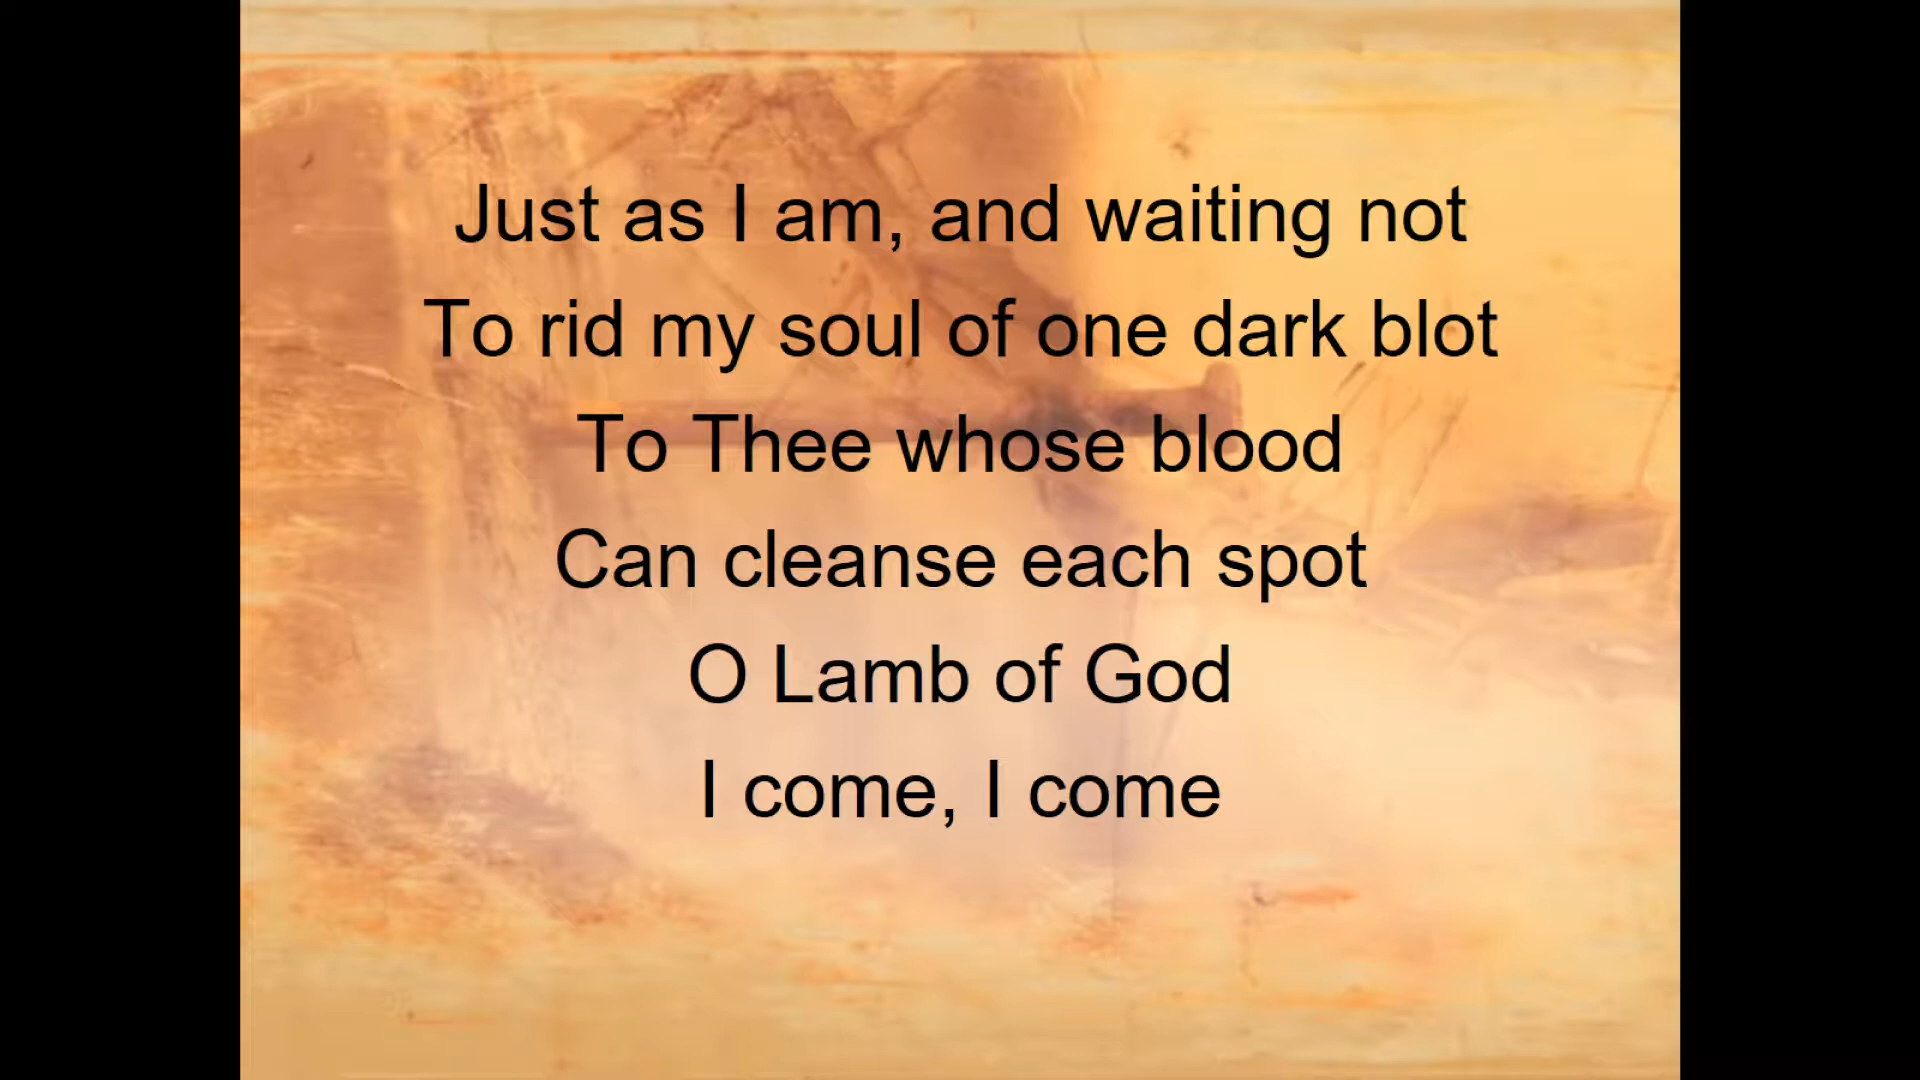 Just as I am, and waiting not
To rid my soul of one dark blot
To Thee whose blood
Can cleanse each spot
O Lamb of God
I come, I come